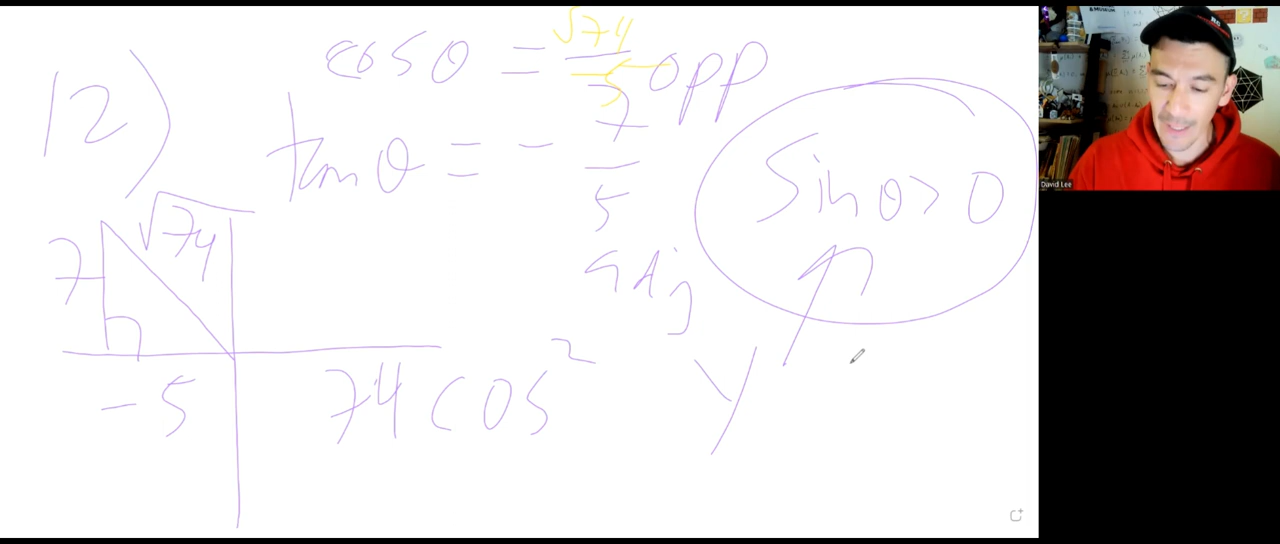 12)
cos θ = √74 / 5
tan θ = - 7 / 5
opp
adj
sin θ > 0
y
7
√74
-5
74 cos²
David Lee